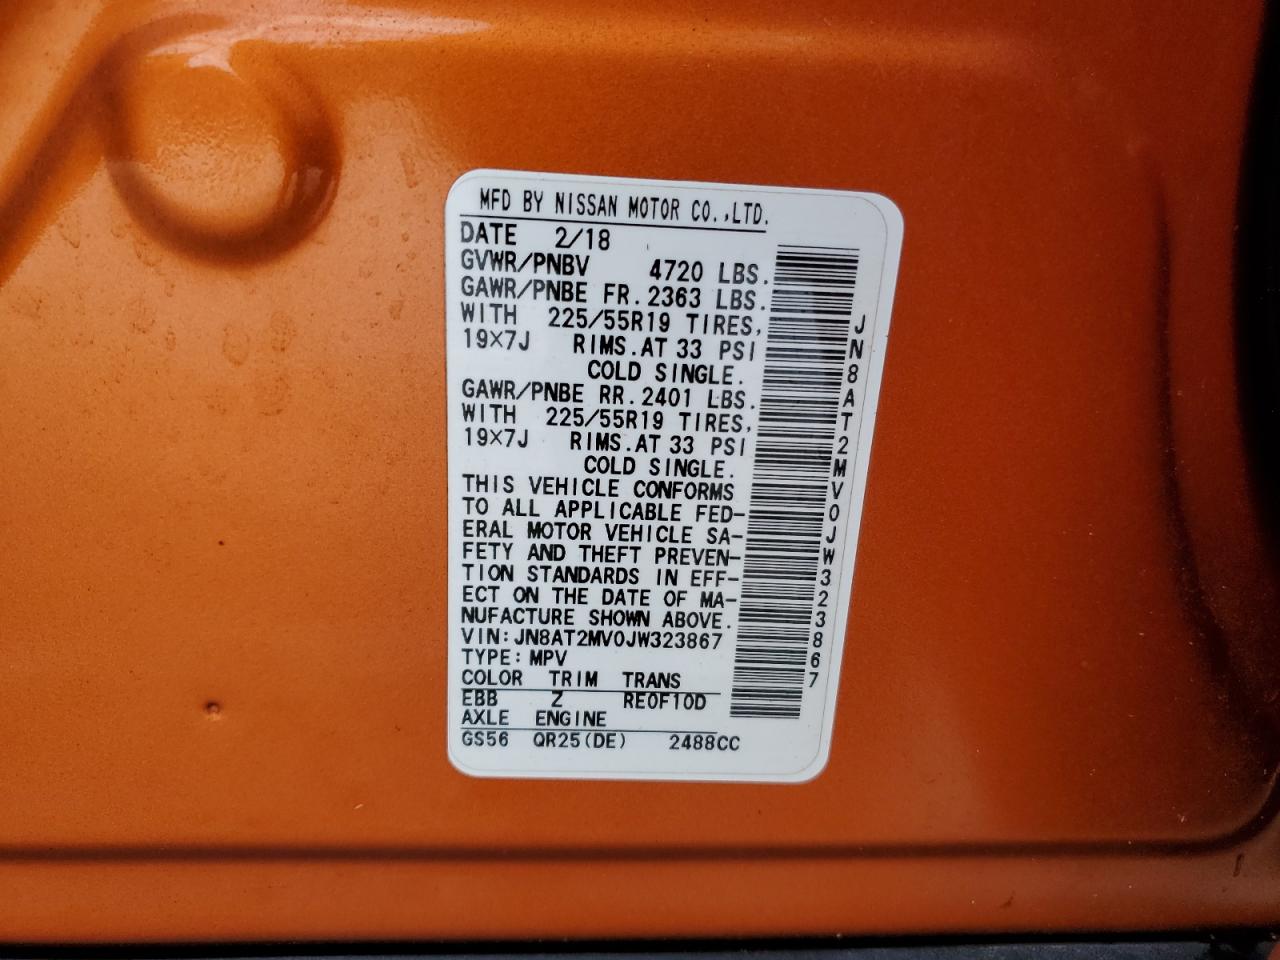 MFD BY NISSAN MOTOR CO.,LTD.
DATE 2/18
GVWR/PNBV 4720 LBS.
GAWR/PNBE FR. 2363 LBS.
WITH 225/55R19 TIRES,
19×7J RIMS.AT 33 PSI
COLD SINGLE.
GAWR/PNBE RR. 2401 LBS.
WITH 225/55R19 TIRES,
19×7J RIMS.AT 33 PSI
COLD SINGLE.
THIS VEHICLE CONFORMS
TO ALL APPLICABLE FED-
ERAL MOTOR VEHICLE SA-
FETY AND THEFT PREVEN-
TION STANDARDS IN EFF-
ECT ON THE DATE OF MA-
NUFACTURE SHOWN ABOVE.
VIN:JN8AT2MV0JW323867
TYPE:MPV
COLOR TRIM TRANS
EBB Z RE0F10D
AXLE ENGINE
GS56 QR25(DE) 2488CC
JN8AT2MV0JW323867